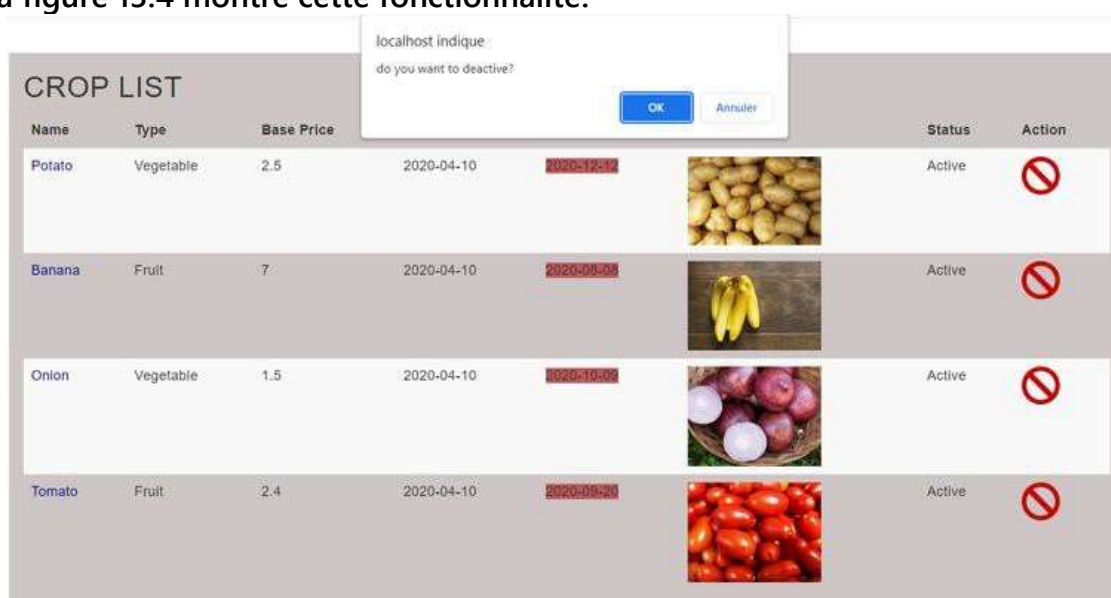 a figure 13.4 montre cette fonctionnalité.
localhost indique
do you want to deactive?
OK Annuler
CROP LIST
Name Type Base Price Status Action
Potato Vegetable 2.5 2020-04-10 2020-12-12 Active
Banana Fruit 7 2020-04-10 2020-08-08 Active
Onion Vegetable 1.5 2020-04-10 2020-10-09 Active
Tomato Fruit 2.4 2020-04-10 2020-09-20 Active